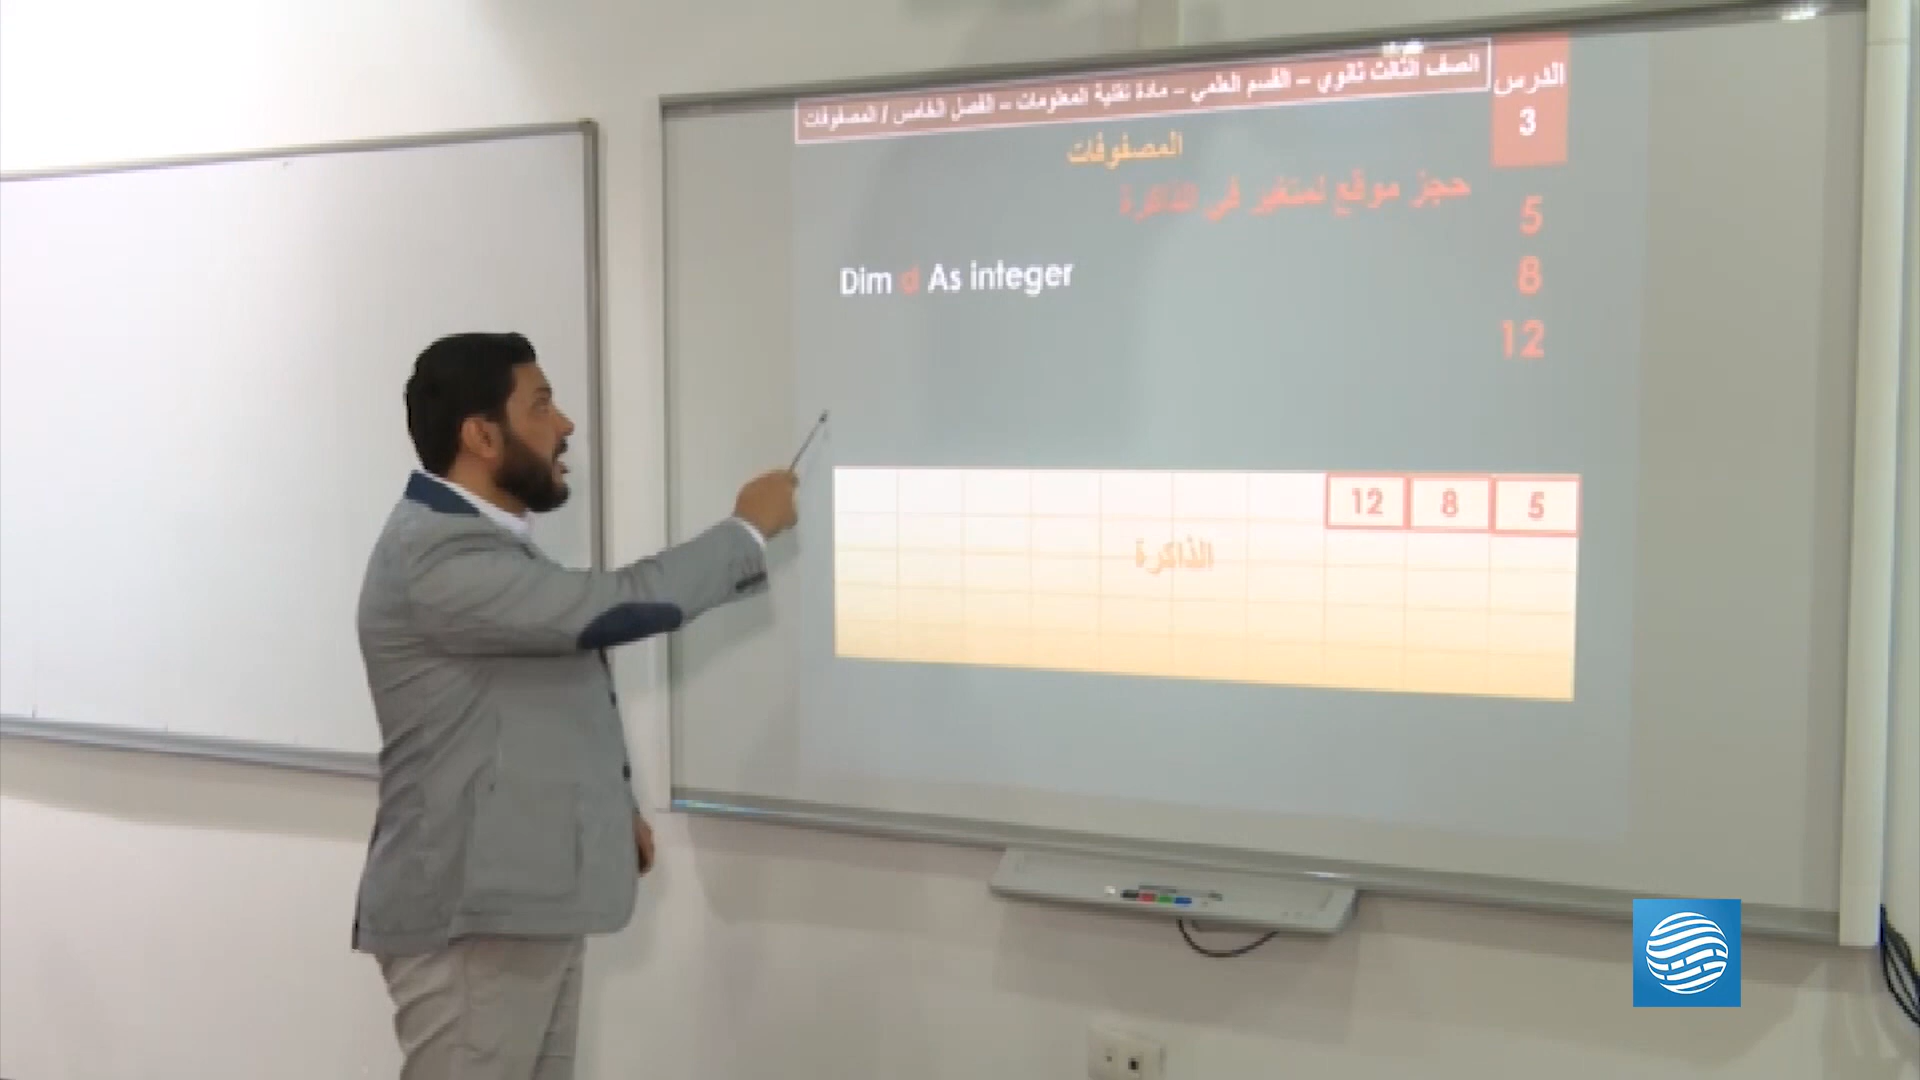 الدرس
3
الصف الثالث ثانوي – القسم العلمي – مادة تقنية المعلومات – الفصل الخامس / المصفوفات
المصفوفات
حجز موقع لمتغير في الذاكرة
5
8
12
Dim d As integer
5 8 12
الذاكرة